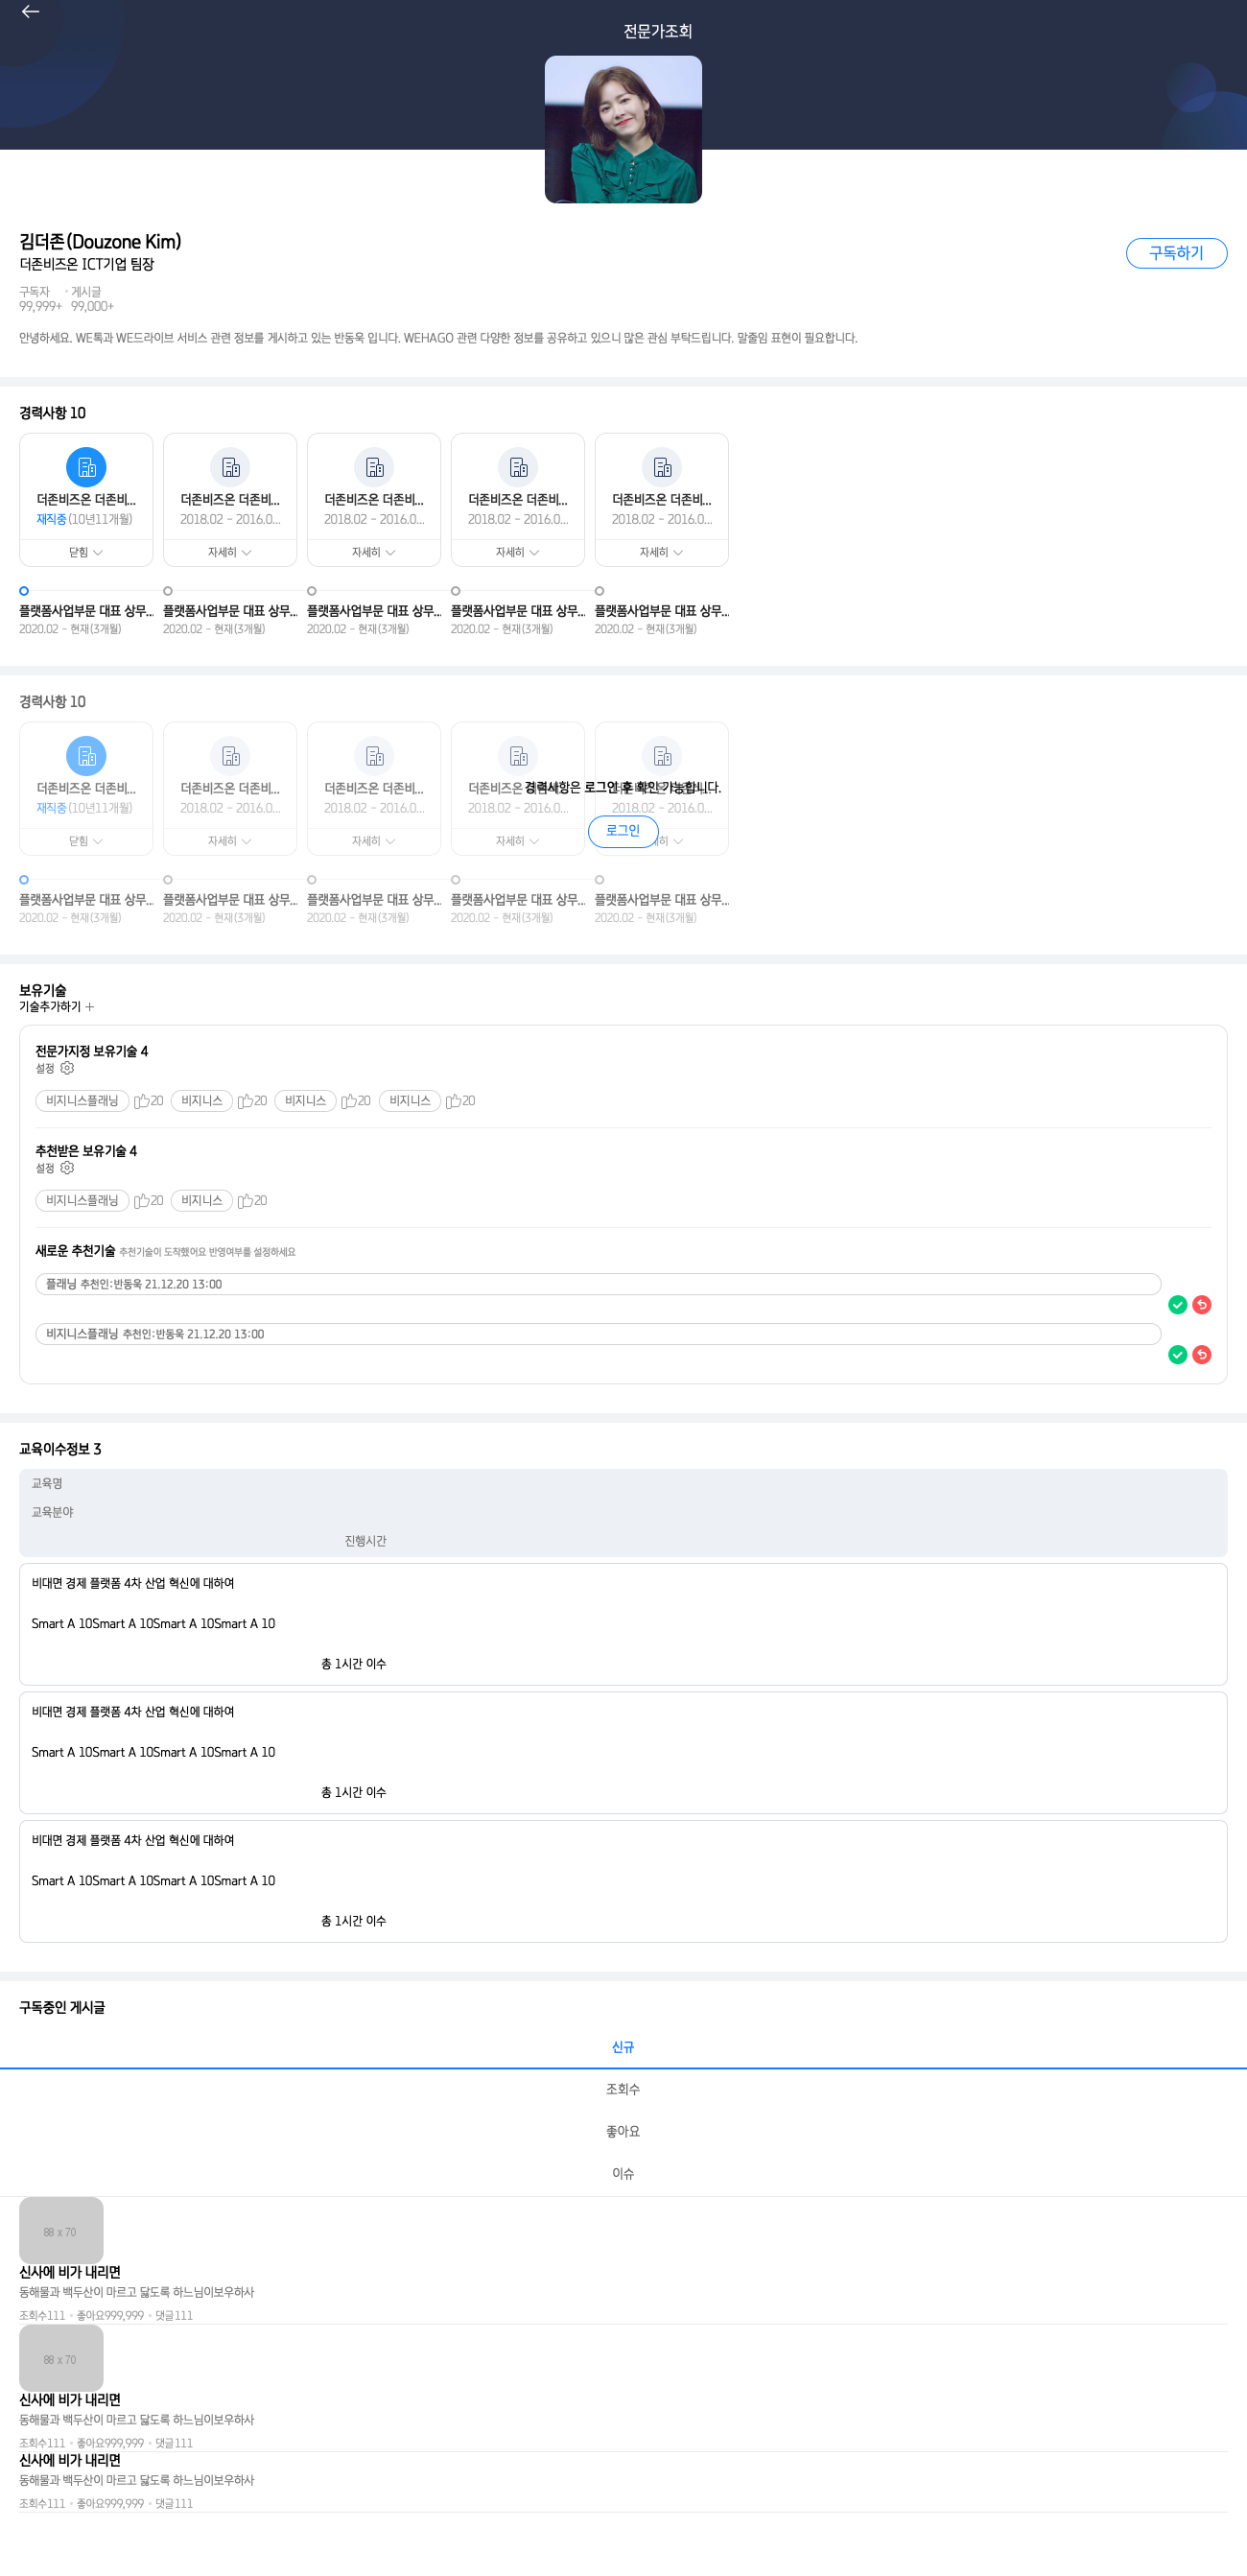 전문가조회
김더존(Douzone Kim)
구독하기
더존비즈온 ICT기업 팀장
구독자 게시글
99,999+ 99,000+
안녕하세요. WE톡과 WE드라이브 서비스 관련 정보를 게시하고 있는 반동욱 입니다. WEHAGO 관련 다양한 정보를 공유하고 있으니 많은 관심 부탁드립니다. 말줄임 표현이 필요합니다.
경력사항 10
더존비즈온 더존비... 더존비즈온 더존비... 더존비즈온 더존비... 더존비즈온 더존비... 더존비즈온 더존비...
재직중(10년11개월) 2018.02 - 2016.0... 2018.02 - 2016.0... 2018.02 - 2016.0... 2018.02 - 2016.0...
닫힘 자세히 자세히 자세히 자세히
플랫폼사업부문 대표 상무... 플랫폼사업부문 대표 상무... 플랫폼사업부문 대표 상무... 플랫폼사업부문 대표 상무... 플랫폼사업부문 대표 상무...
2020.02 - 현재(3개월) 2020.02 - 현재(3개월) 2020.02 - 현재(3개월) 2020.02 - 현재(3개월) 2020.02 - 현재(3개월)
경력사항 10
더존비즈온 더존비... 더존비즈온 더존비... 더존비즈온 더존비... 더존비즈온
경력사항은 로그인 후 확인 가능합니다.
재직중(10년11개월) 2018.02 - 2016.0... 2018.02 - 2016.0... 2018.02 - 2016.0... 2018.02 - 2016.0...
로그인
닫힘 자세히 자세히 자세히
플랫폼사업부문 대표 상무... 플랫폼사업부문 대표 상무... 플랫폼사업부문 대표 상무... 플랫폼사업부문 대표 상무... 플랫폼사업부문 대표 상무...
2020.02 - 현재(3개월) 2020.02 - 현재(3개월) 2020.02 - 현재(3개월) 2020.02 - 현재(3개월) 2020.02 - 현재(3개월)
보유기술
기술추가하기
전문가지정 보유기술 4
설정
비지니스플래닝 20 비지니스 20 비지니스 20 비지니스 20
추천받은 보유기술 4
설정
비지니스플래닝 20 비지니스 20
새로운 추천기술 추천기술이 도착했어요 반영여부를 설정하세요
플래닝 추천인:반동욱 21.12.20 13:00
비지니스플래닝 추천인:반동욱 21.12.20 13:00
교육이수정보 3
교육명
교육분야
진행시간
비대면 경제 플랫폼 4차 산업 혁신에 대하여
Smart A 10Smart A 10Smart A 10Smart A 10
총 1시간 이수
비대면 경제 플랫폼 4차 산업 혁신에 대하여
Smart A 10Smart A 10Smart A 10Smart A 10
총 1시간 이수
비대면 경제 플랫폼 4차 산업 혁신에 대하여
Smart A 10Smart A 10Smart A 10Smart A 10
총 1시간 이수
구독중인 게시글
신규
조회수
좋아요
이슈
88 x 70
신사에 비가 내리면
동해물과 백두산이 마르고 닳도록 하느님이보우하사
조회수111 좋아요999,999 댓글111
88 x 70
신사에 비가 내리면
동해물과 백두산이 마르고 닳도록 하느님이보우하사
조회수111 좋아요999,999 댓글111
신사에 비가 내리면
동해물과 백두산이 마르고 닳도록 하느님이보우하사
조회수111 좋아요999,999 댓글111